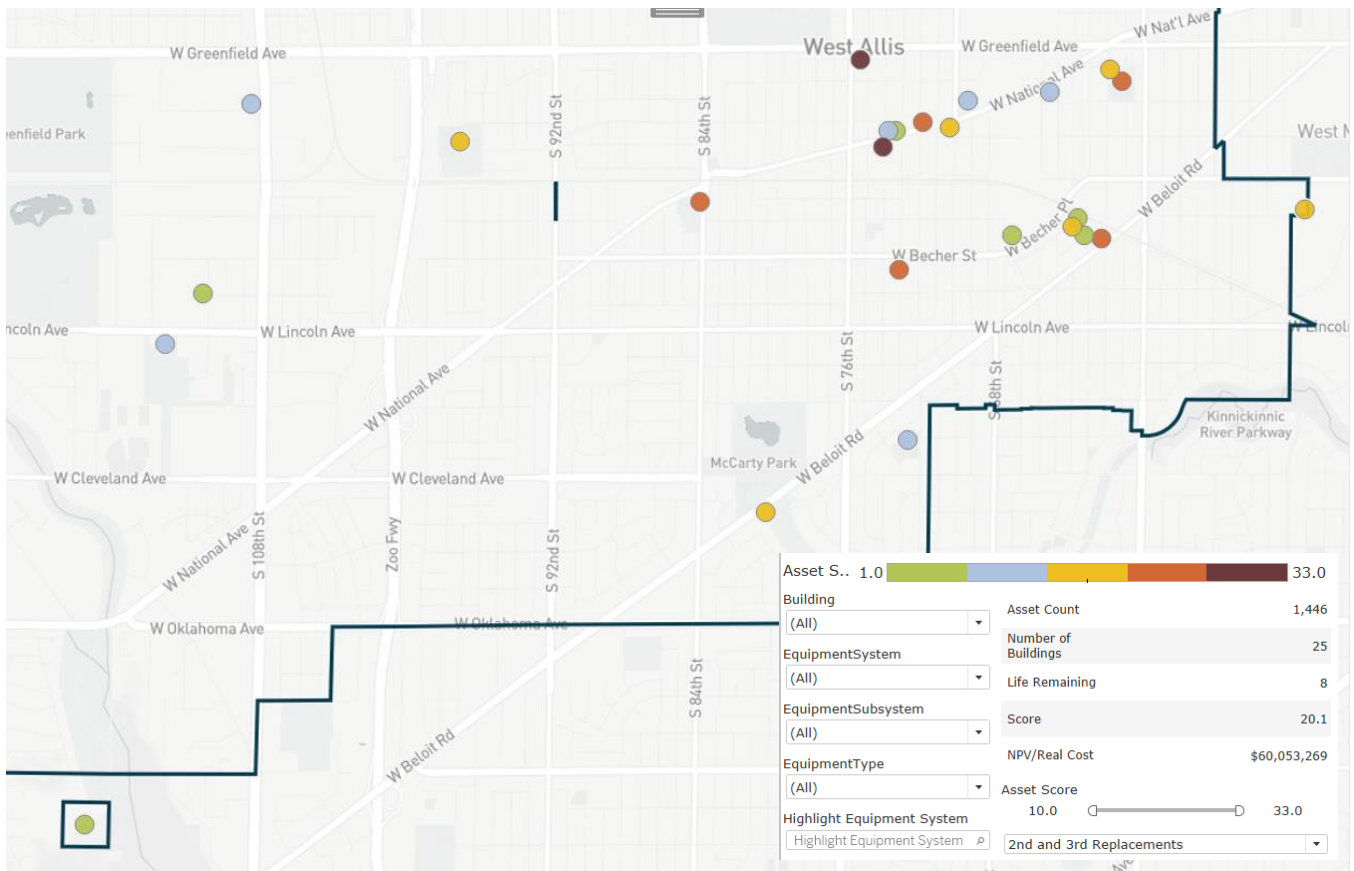 W Nat'l Ave
West Allis
W Greenfield Ave
W Greenfield Ave
W National Ave
S 92nd St
S 84th St
eenfield Park
West M
W Beloit Rd
W Becher Pl
W Becher St
ncoln Ave
W Lincoln Ave
W Lincoln Ave
W Lincol
S 76th St
S 68th St
W National Ave
Kinnickinnic
River Parkway
McCarty Park
W Beloit Rd
W Cleveland Ave
W Cleveland Ave
W National Ave
S 108th St
Zoo Fwy
S 92nd St
W Oklahoma Ave
W Oklahoma Ave
S 84th St
W Beloit Rd
Asset S.. 1.0 33.0
Building
(All)
Asset Count 1,446
Number of
Buildings 25
EquipmentSystem
(All)
Life Remaining 8
EquipmentSubsystem
(All)
Score 20.1
EquipmentType
(All)
NPV/Real Cost $60,053,269
Asset Score
10.0 33.0
Highlight Equipment System
Highlight Equipment System
2nd and 3rd Replacements
Ave